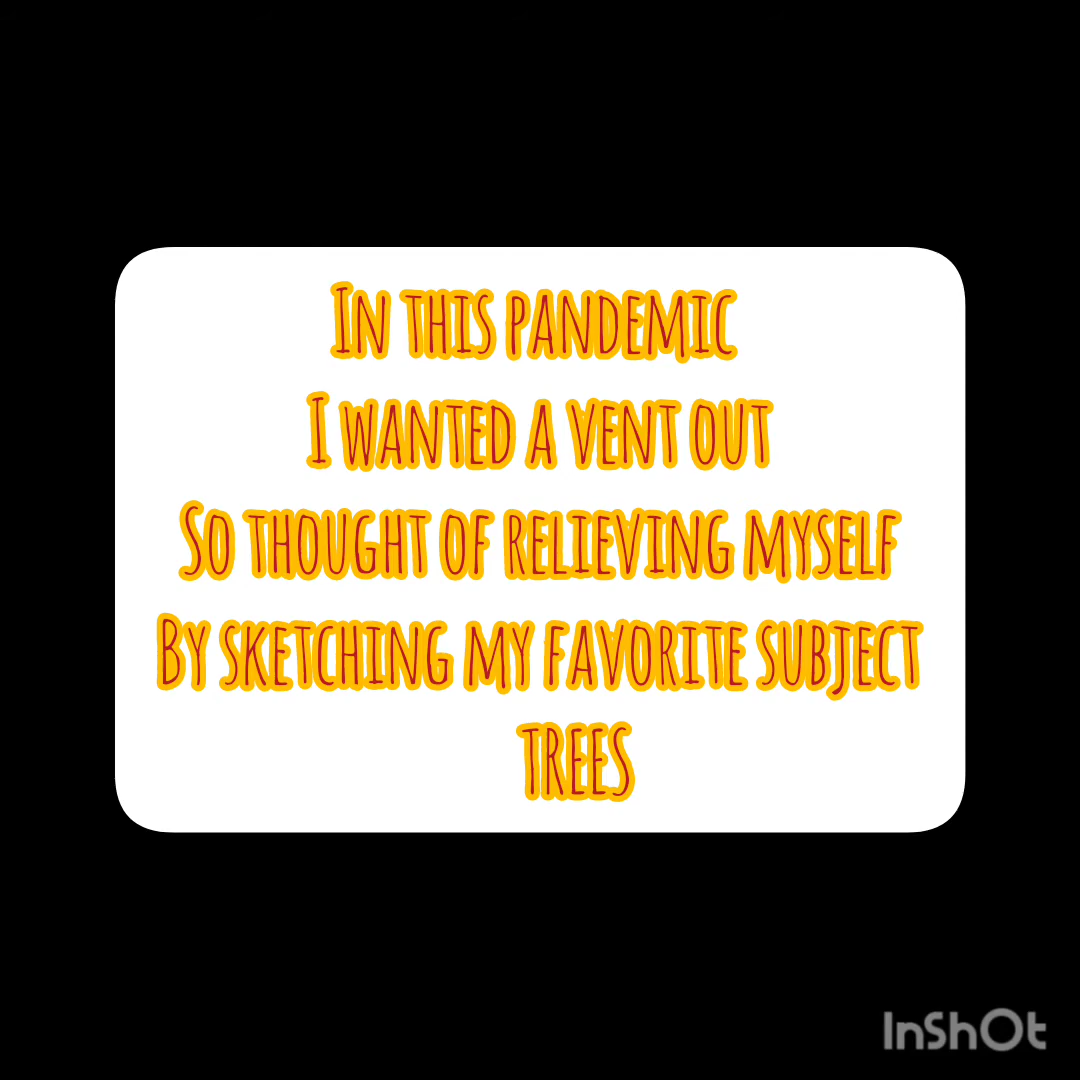 In this pandemic
I wanted a vent out
So thought of relieving myself
By sketching my favorite subject
trees
InShOt